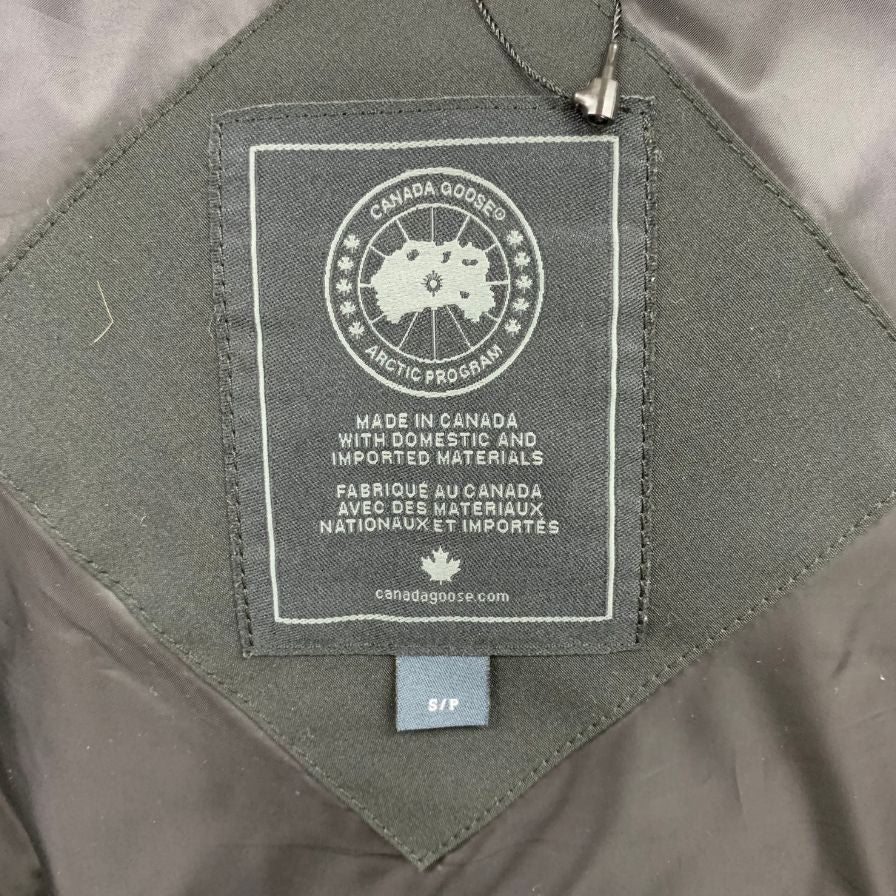 CANADA GOOSE®
ARCTIC PROGRAM
MADE IN CANADA
WITH DOMESTIC AND
IMPORTED MATERIALS
FABRIQUÉ AU CANADA
AVEC DES MATERIAUX
NATIONAUX ET IMPORTÉS
canadagoose.com
S/P